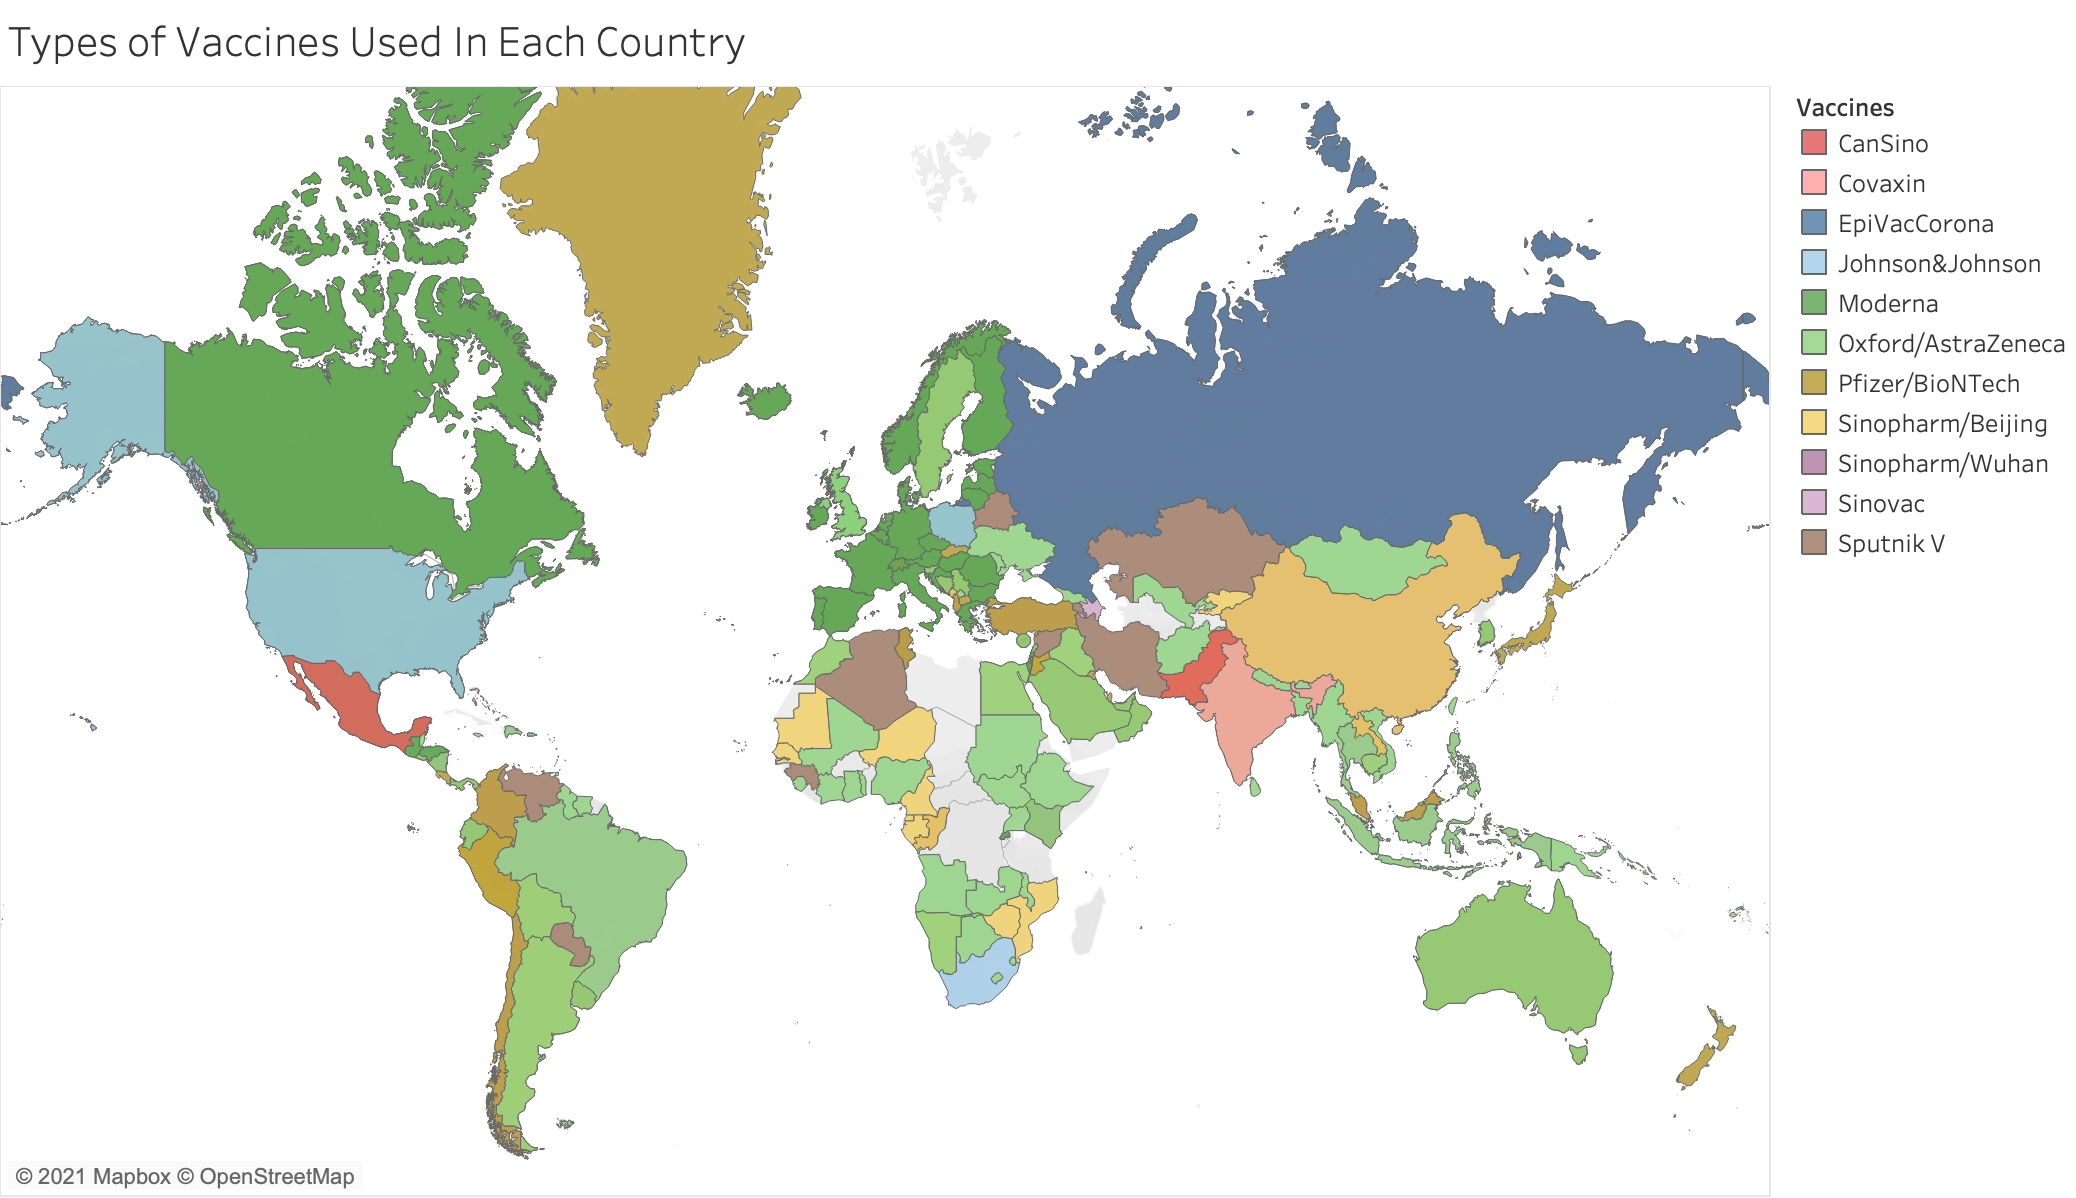 Types of Vaccines Used In Each Country
Vaccines
CanSino
Covaxin
EpiVacCorona
Johnson&Johnson
Moderna
Oxford/AstraZeneca
Pfizer/BioNTech
Sinopharm/Beijing
Sinopharm/Wuhan
Sinovac
Sputnik V
© 2021 Mapbox © OpenStreetMap